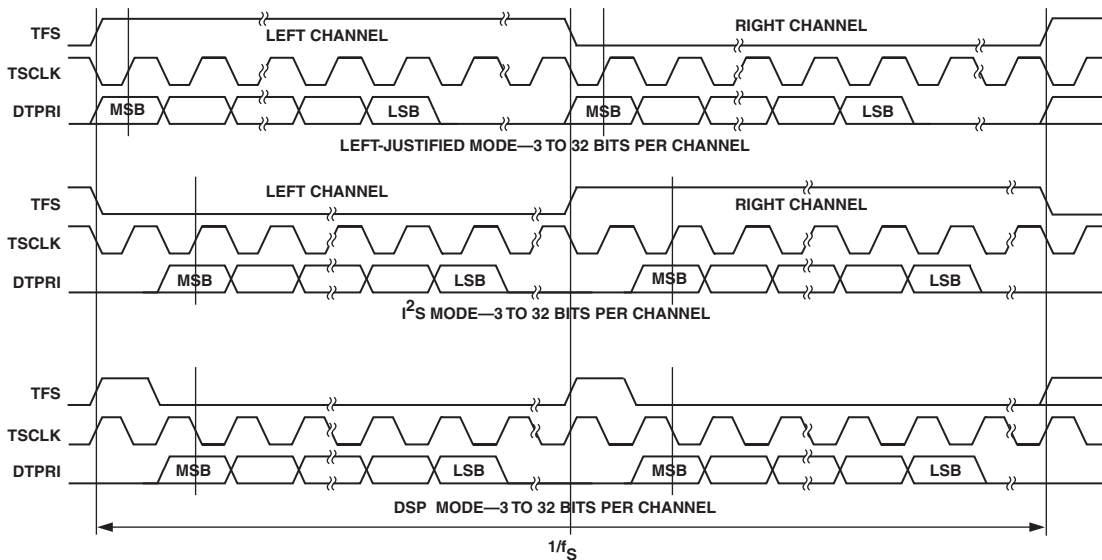 TFS
LEFT CHANNEL
RIGHT CHANNEL
TSCLK
DTPRI
MSB
LSB
MSB
LSB
LEFT-JUSTIFIED MODE—3 TO 32 BITS PER CHANNEL
TFS
LEFT CHANNEL
RIGHT CHANNEL
TSCLK
DTPRI
MSB
LSB
MSB
LSB
I²S MODE—3 TO 32 BITS PER CHANNEL
TFS
TSCLK
DTPRI
MSB
LSB
MSB
LSB
DSP MODE—3 TO 32 BITS PER CHANNEL
1/fS